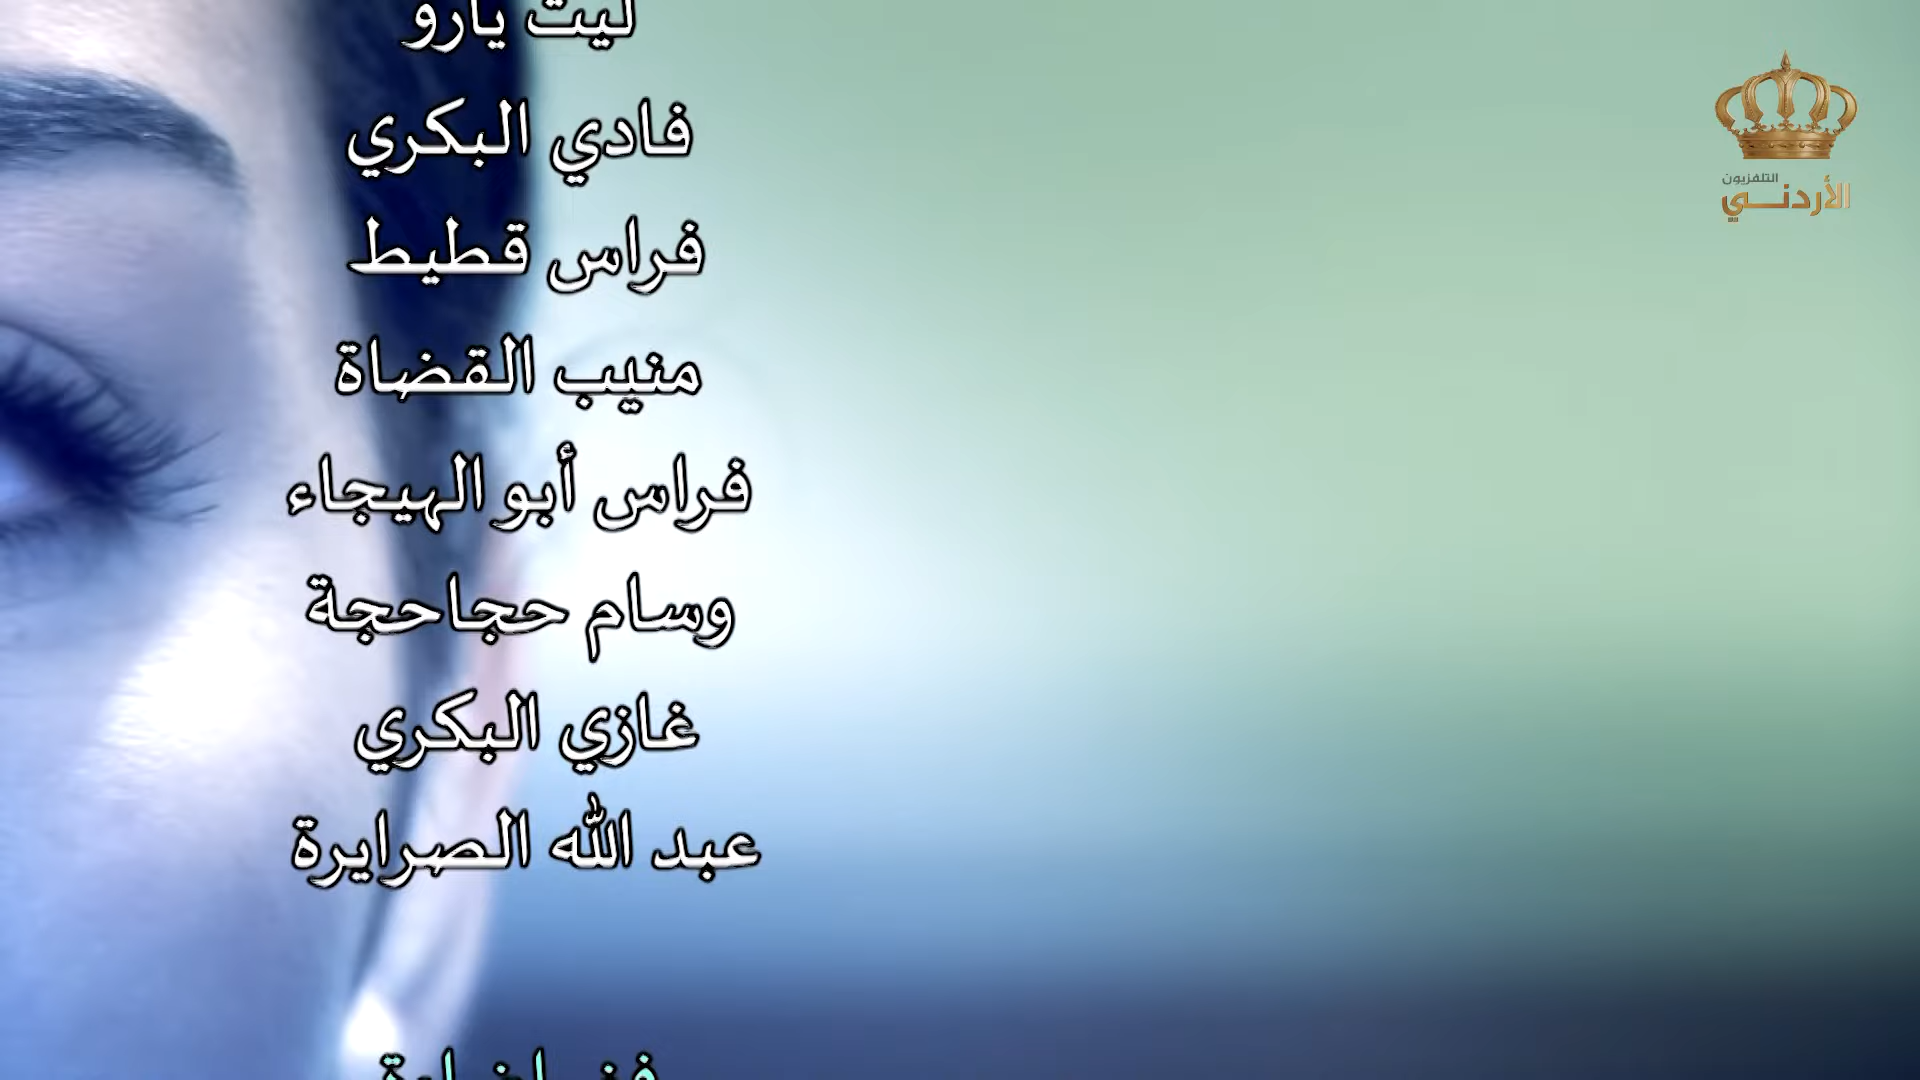 ليث يارو
فادي البكري
فراس قطيط
منيب القضاة
فراس أبو الهيجاء
وسام حجاحجة
غازي البكري
عبد الله الصرايرة
التلفزيون
الأردني